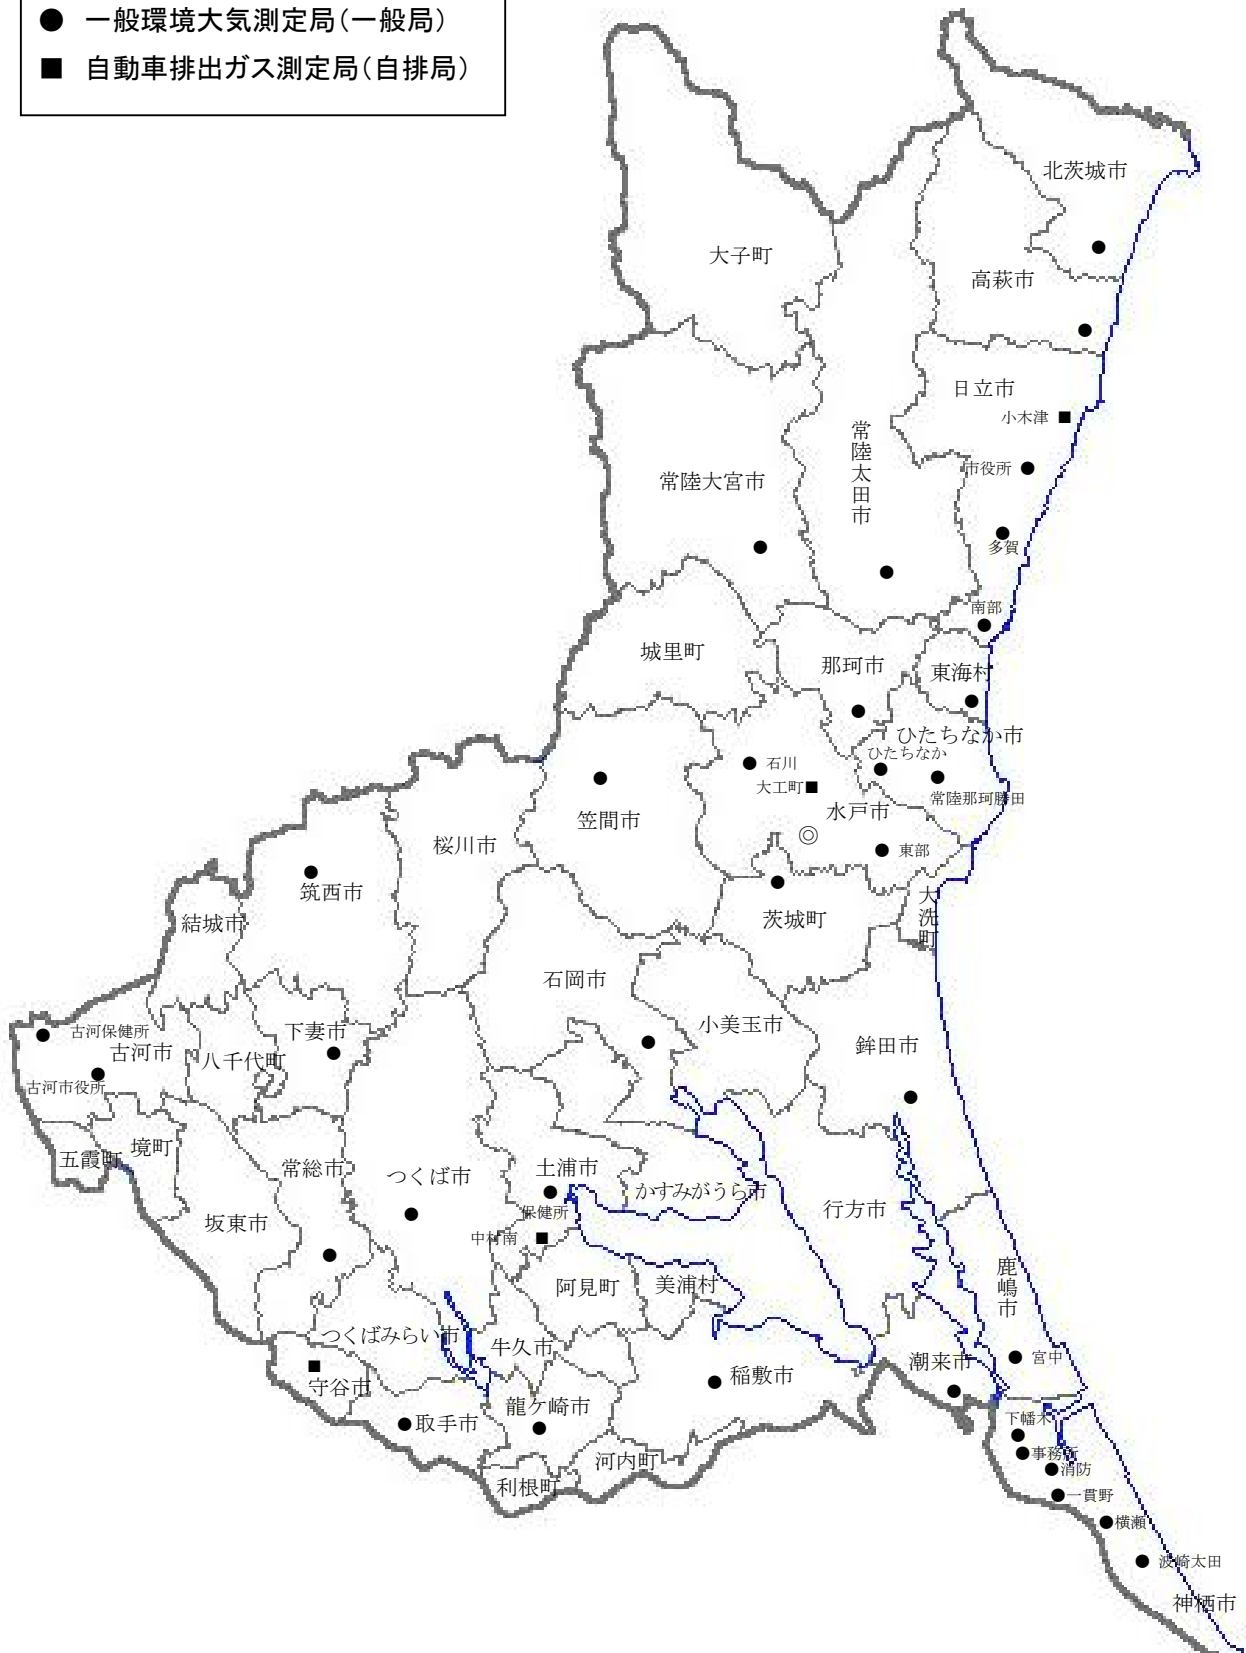 ● 一般環境大気測定局(一般局)
■ 自動車排出ガス測定局(自排局)
北茨城市
大子町
高萩市
日立市
小木津
常陸太田市
市役所
常陸大宮市
多賀
南部
城里町
那珂市
東海村
ひたちなか市
ひたちなか
石川
大工町
常陸那珂勝田
水戸市
笠間市
桜川市
◎
東部
筑西市
茨城町
大洗町
結城市
石岡市
小美玉市
古河保健所
下妻市
鉾田市
古河市
八千代町
古河市役所
境町
五霞町
常総市
つくば市
土浦市
かすみがうら市
保健所
行方市
坂東市
中村南
阿見町
美浦村
鹿嶋市
つくばみらい市
牛久市
宮中
潮来市
稲敷市
守谷市
龍ケ崎市
取手市
下幡木
事務所
河内町
消防
利根町
一貫野
横瀬
波崎太田
神栖市